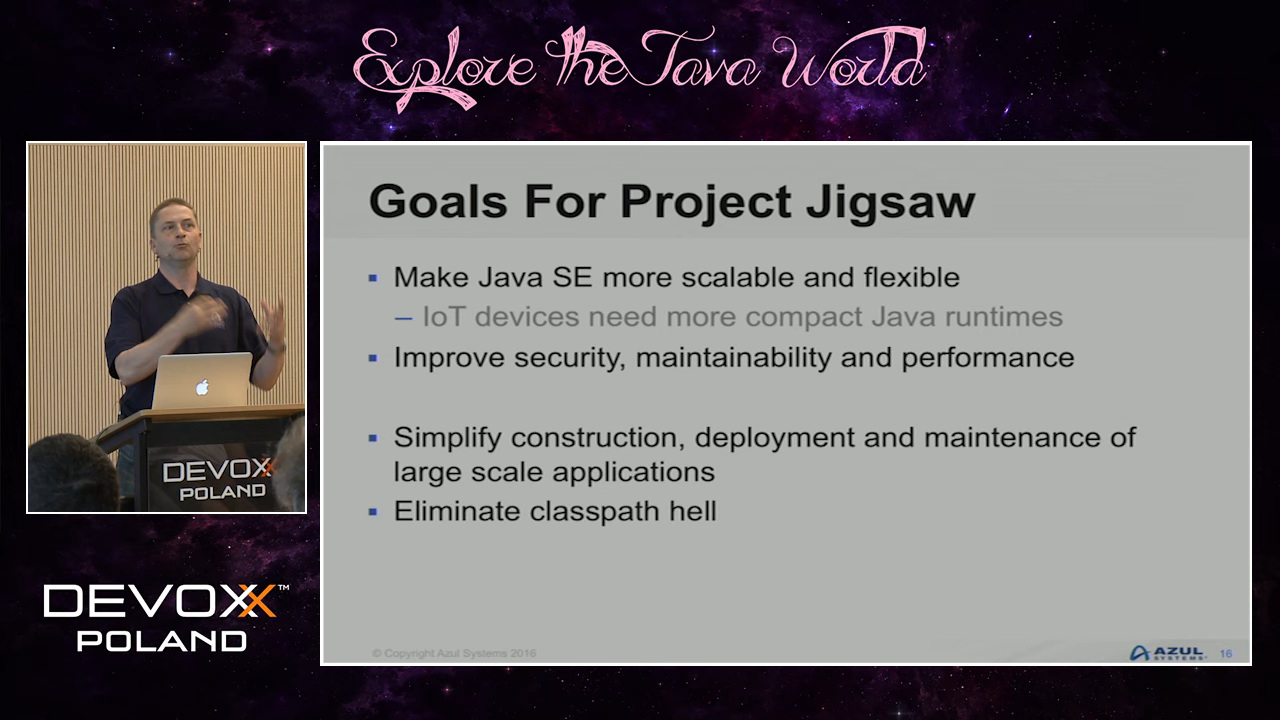 Explore the Java World
Goals For Project Jigsaw
▪ Make Java SE more scalable and flexible
– IoT devices need more compact Java runtimes
▪ Improve security, maintainability and performance
▪ Simplify construction, deployment and maintenance of
large scale applications
▪ Eliminate classpath hell
© Copyright Azul Systems 2016
AZUL
SYSTEMS
16
DEVOXX
POLAND
DEVOXX™
POLAND